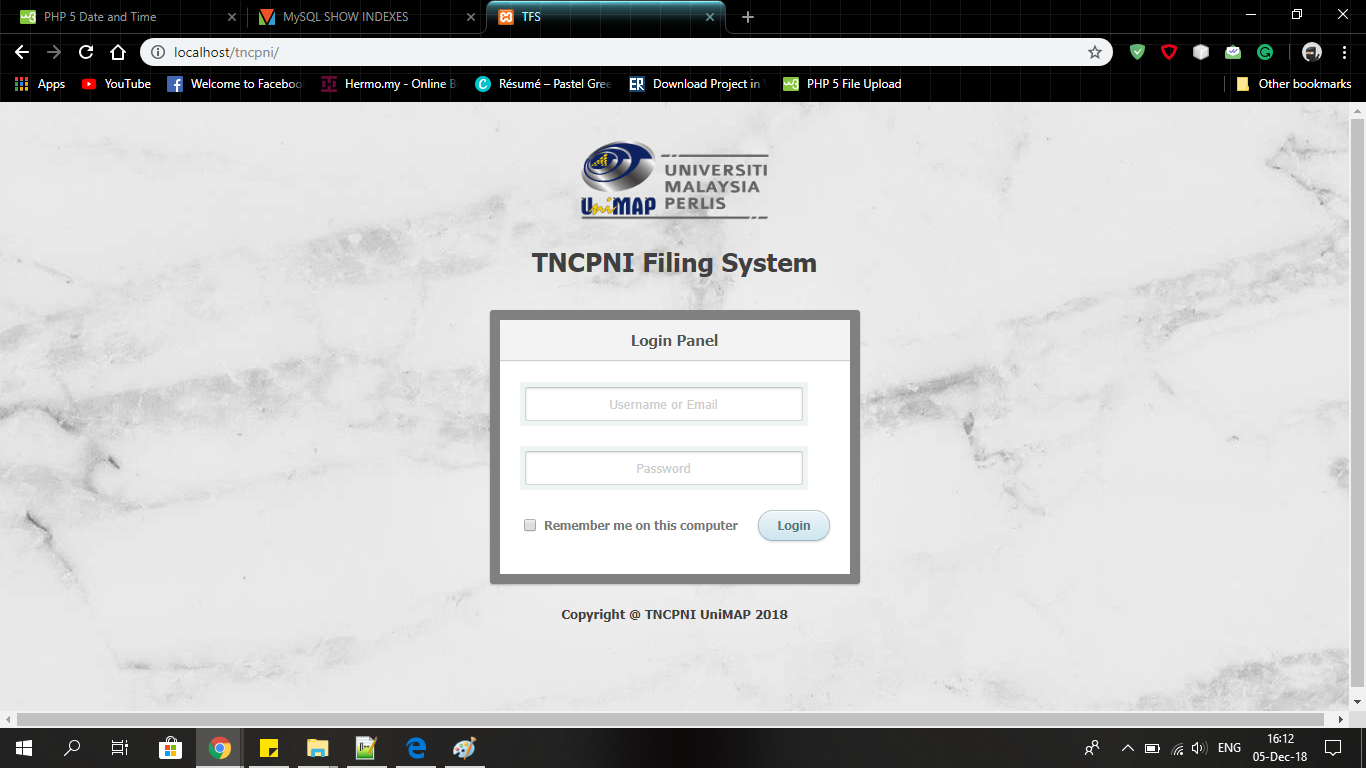 PHP 5 Date and Time
MySQL SHOW INDEXES
TFS
localhost/tncpni/
Apps
YouTube
Welcome to Faceboo
Hermo.my - Online B
Résumé – Pastel Gree
Download Project in
PHP 5 File Upload
Other bookmarks
UniMAP
UNIVERSITI
MALAYSIA
PERLIS
TNCPNI Filing System
Login Panel
Username or Email
Password
Remember me on this computer
Login
Copyright @ TNCPNI UniMAP 2018
ENG
16:12
05-Dec-18